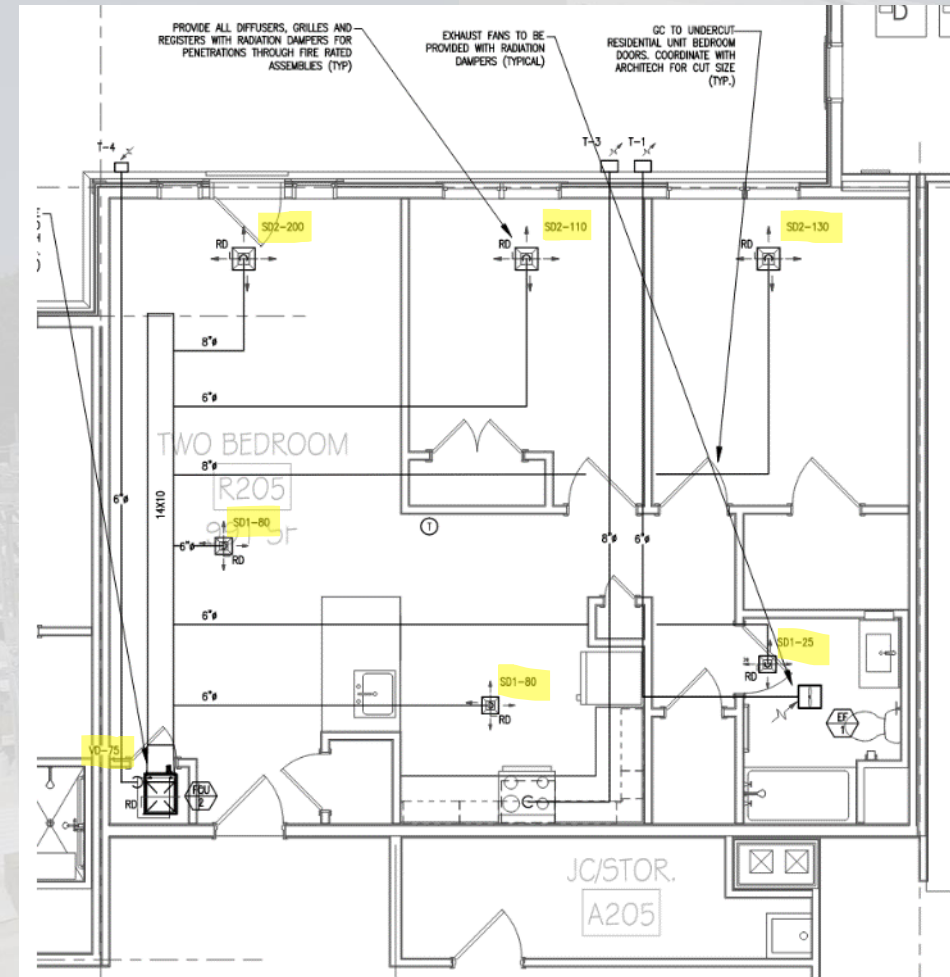 PROVIDE ALL DIFFUSERS, GRILLES AND
REGISTERS WITH RADIATION DAMPERS FOR
PENETRATIONS THROUGH FIRE RATED
ASSEMBLIES (TYP)
EXHAUST FANS TO BE
PROVIDED WITH RADIATION
DAMPERS (TYPICAL)
GC TO UNDERCUT
RESIDENTIAL UNIT BEDROOM
DOORS. COORDINATE WITH
ARCHITECH FOR CUT SIZE
(TYP.)
T-4
T-3
T-1
SD2-200
RD
SD2-110
RD
SD2-130
RD
8"ø
6"ø
TWO BEDROOM
8"ø
R205
6"ø
14X10
SD1-80
SF
T
6"ø
RD
8"ø
6"ø
6"ø
SD1-25
RD
6"ø
SD1-80
RD
EF
1
VD-75
RD
FCU
2
JC/STOR.
A205